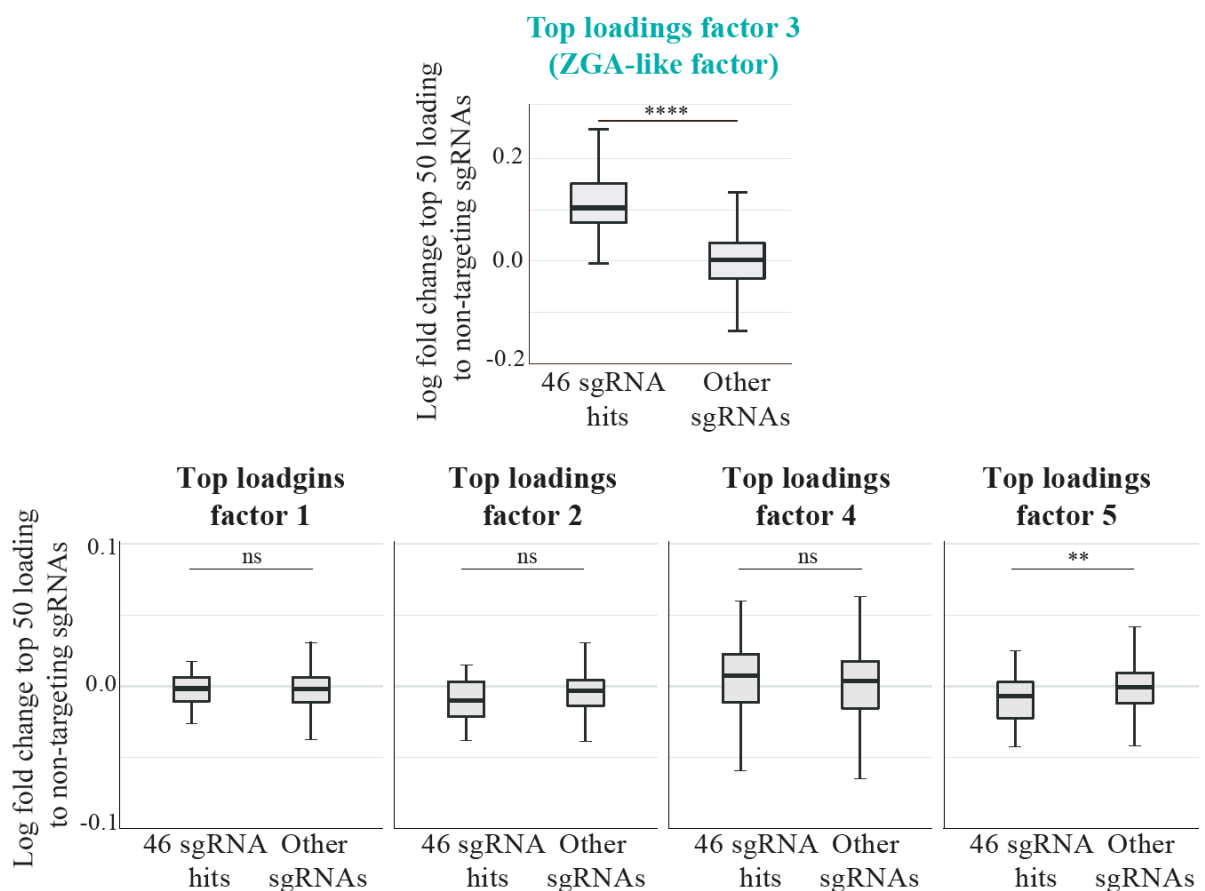 Top loadings factor 3
(ZGA-like factor)
Log fold change top 50 loading
to non-targeting sgRNAs
****
0.2
0.0
-0.2
46 sgRNA
hits
Other
sgRNAs
Log fold change top 50 loading
to non-targeting sgRNAs
0.1
0.0
-0.1
Top loadgins
factor 1
ns
46 sgRNA
hits
Other
sgRNAs
Top loadings
factor 2
ns
46 sgRNA
hits
Other
sgRNAs
Top loadings
factor 4
ns
46 sgRNA
hits
Other
sgRNAs
Top loadings
factor 5
**
46 sgRNA
hits
Other
sgRNAs